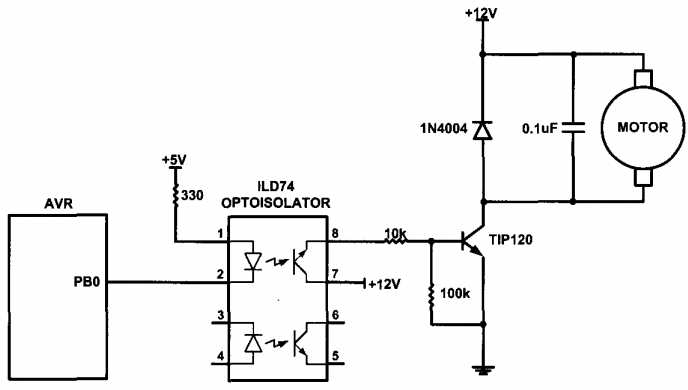 +12V
1N4004
0.1uF
MOTOR
+5V
330
ILD74
OPTOISOLATOR
AVR
1
8
10k
TIP120
PB0
2
7
+12V
100k
3
6
4
5